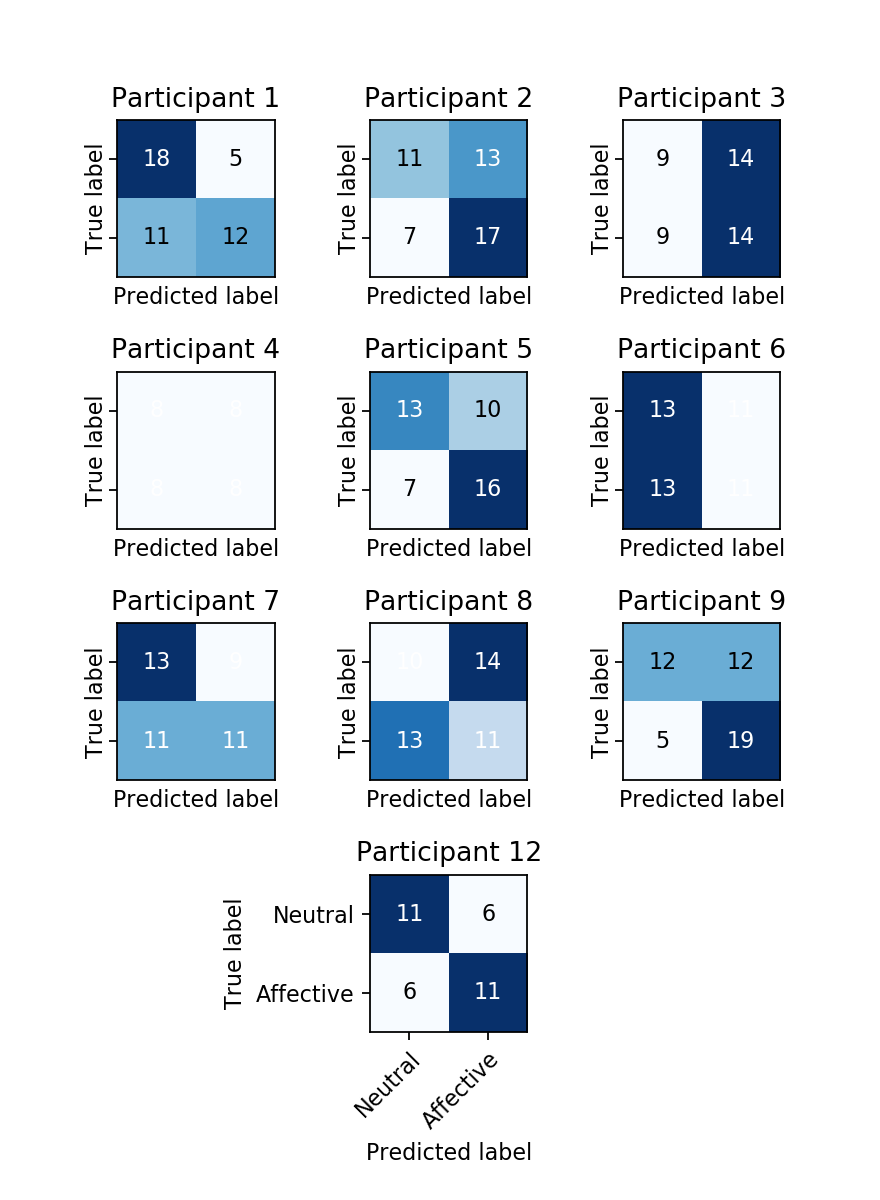 Participant 1 Participant 2 Participant 3
True label 18 5 True label 11 13 True label 9 14
11 12 7 17 9 14
Predicted label Predicted label Predicted label
Participant 4 Participant 5 Participant 6
True label 8 8 True label 13 10 True label 13 11
8 8 7 16 13 11
Predicted label Predicted label Predicted label
Participant 7 Participant 8 Participant 9
True label 13 9 True label 10 14 True label 12 12
11 11 13 11 5 19
Predicted label Predicted label Predicted label
Participant 12
True label
Neutral 11 6
Affective 6 11
Neutral Affective
Predicted label